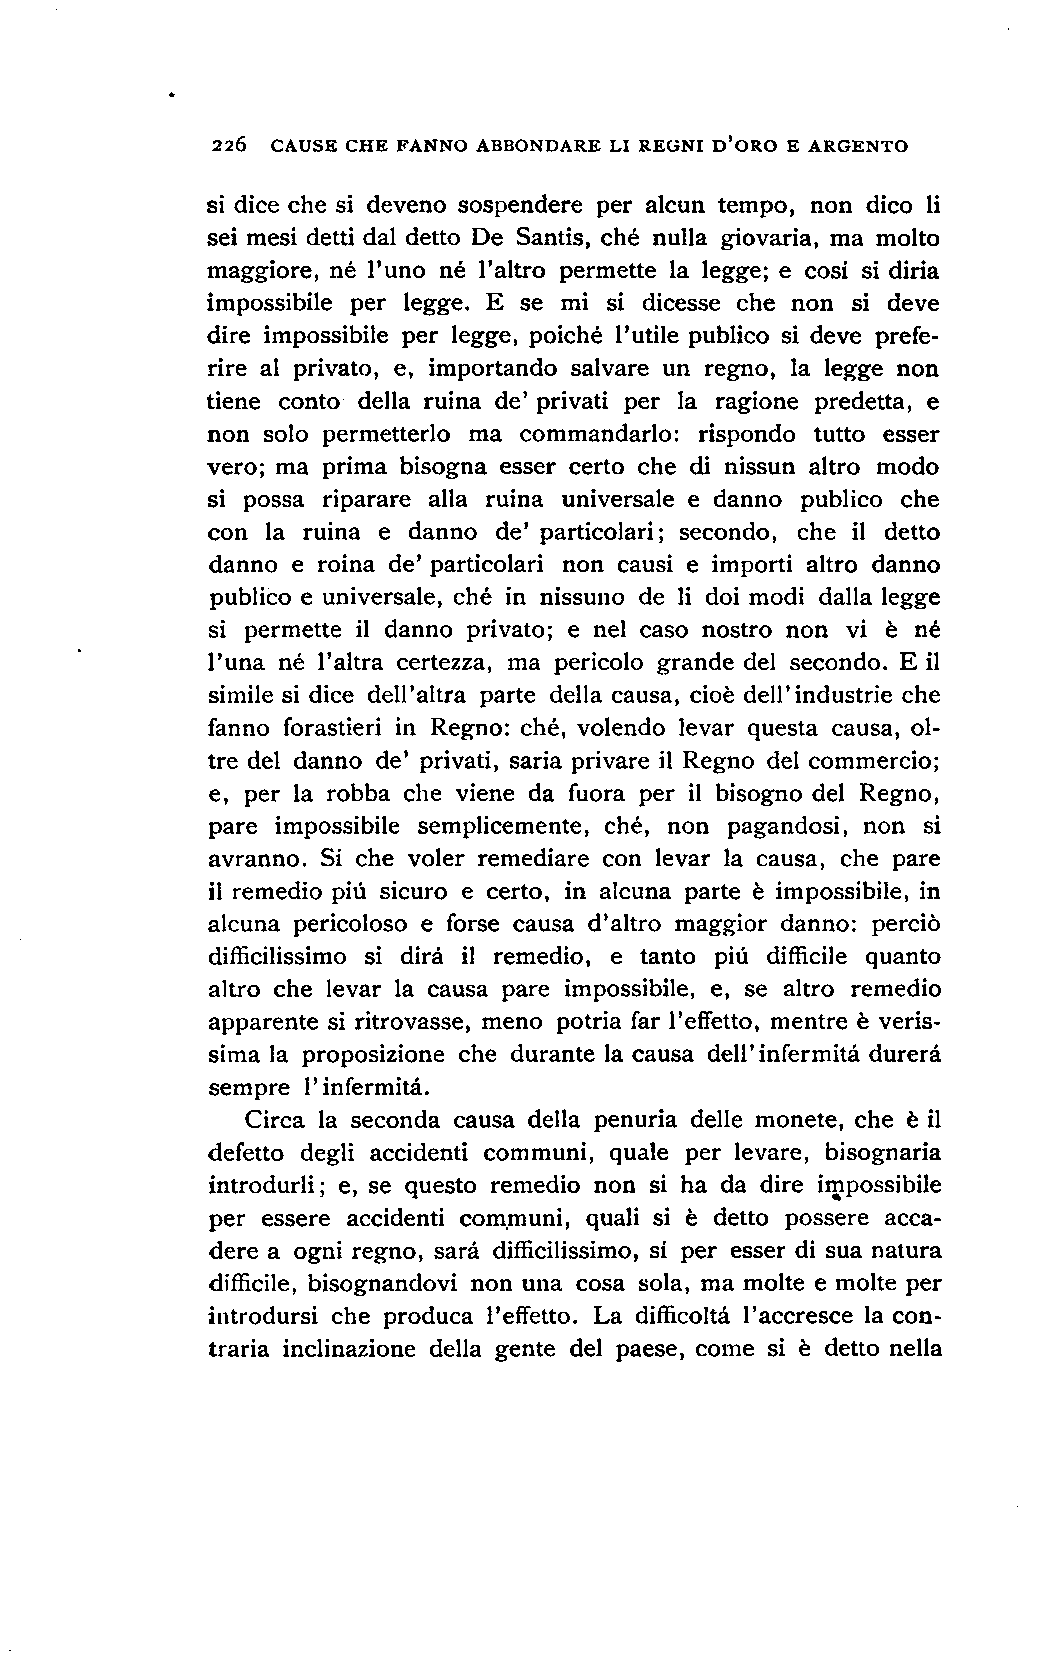 226 CAUSE CHE FANNO ABBONDARE LI REGNI D'ORO E ARGENTO
si dice che si deveno sospendere per alcun tempo, non dico li
sei mesi detti dal detto De Santis, ché nulla giovaria, ma molto
maggiore, né l'uno né l'altro permette la legge; e cosí si diria
impossibile per legge. E se mi si dicesse che non si deve
dire impossibile per legge, poiché l'utile publico si deve prefe-
rire al privato, e, importando salvare un regno, la legge non
tiene conto della ruina de' privati per la ragione predetta, e
non solo permetterlo ma commandarlo: rispondo tutto esser
vero; ma prima bisogna esser certo che di nissun altro modo
si possa riparare alla ruina universale e danno publico che
con la ruina e danno de' particolari; secondo, che il detto
danno e roina de' particolari non causi e importi altro danno
publico e universale, ché in nissuno de li doi modi dalla legge
si permette il danno privato; e nel caso nostro non vi è né
l'una né l'altra certezza, ma pericolo grande del secondo. E il
simile si dice dell'altra parte della causa, cioè dell'industrie che
fanno forastieri in Regno: ché, volendo levar questa causa, ol-
tre del danno de' privati, saria privare il Regno del commercio;
e, per la robba che viene da fuora per il bisogno del Regno,
pare impossibile semplicemente, ché, non pagandosi, non si
avranno. Sí che voler remediare con levar la causa, che pare
il remedio piú sicuro e certo, in alcuna parte è impossibile, in
alcuna pericoloso e forse causa d'altro maggior danno: perciò
difficilissimo si dirá il remedio, e tanto piú difficile quanto
altro che levar la causa pare impossibile, e, se altro remedio
apparente si ritrovasse, meno potria far l'effetto, mentre è veris-
sima la proposizione che durante la causa dell'infermitá durerá
sempre l'infermitá.
Circa la seconda causa della penuria delle monete, che è il
defetto degli accidenti communi, quale per levare, bisognaria
introdurli; e, se questo remedio non si ha da dire impossibile
per essere accidenti communi, quali si è detto possere acca-
dere a ogni regno, sará difficilissimo, sí per esser di sua natura
difficile, bisognandovi non una cosa sola, ma molte e molte per
introdursi che produca l'effetto. La difficoltá l'accresce la con-
traria inclinazione della gente del paese, come si è detto nella